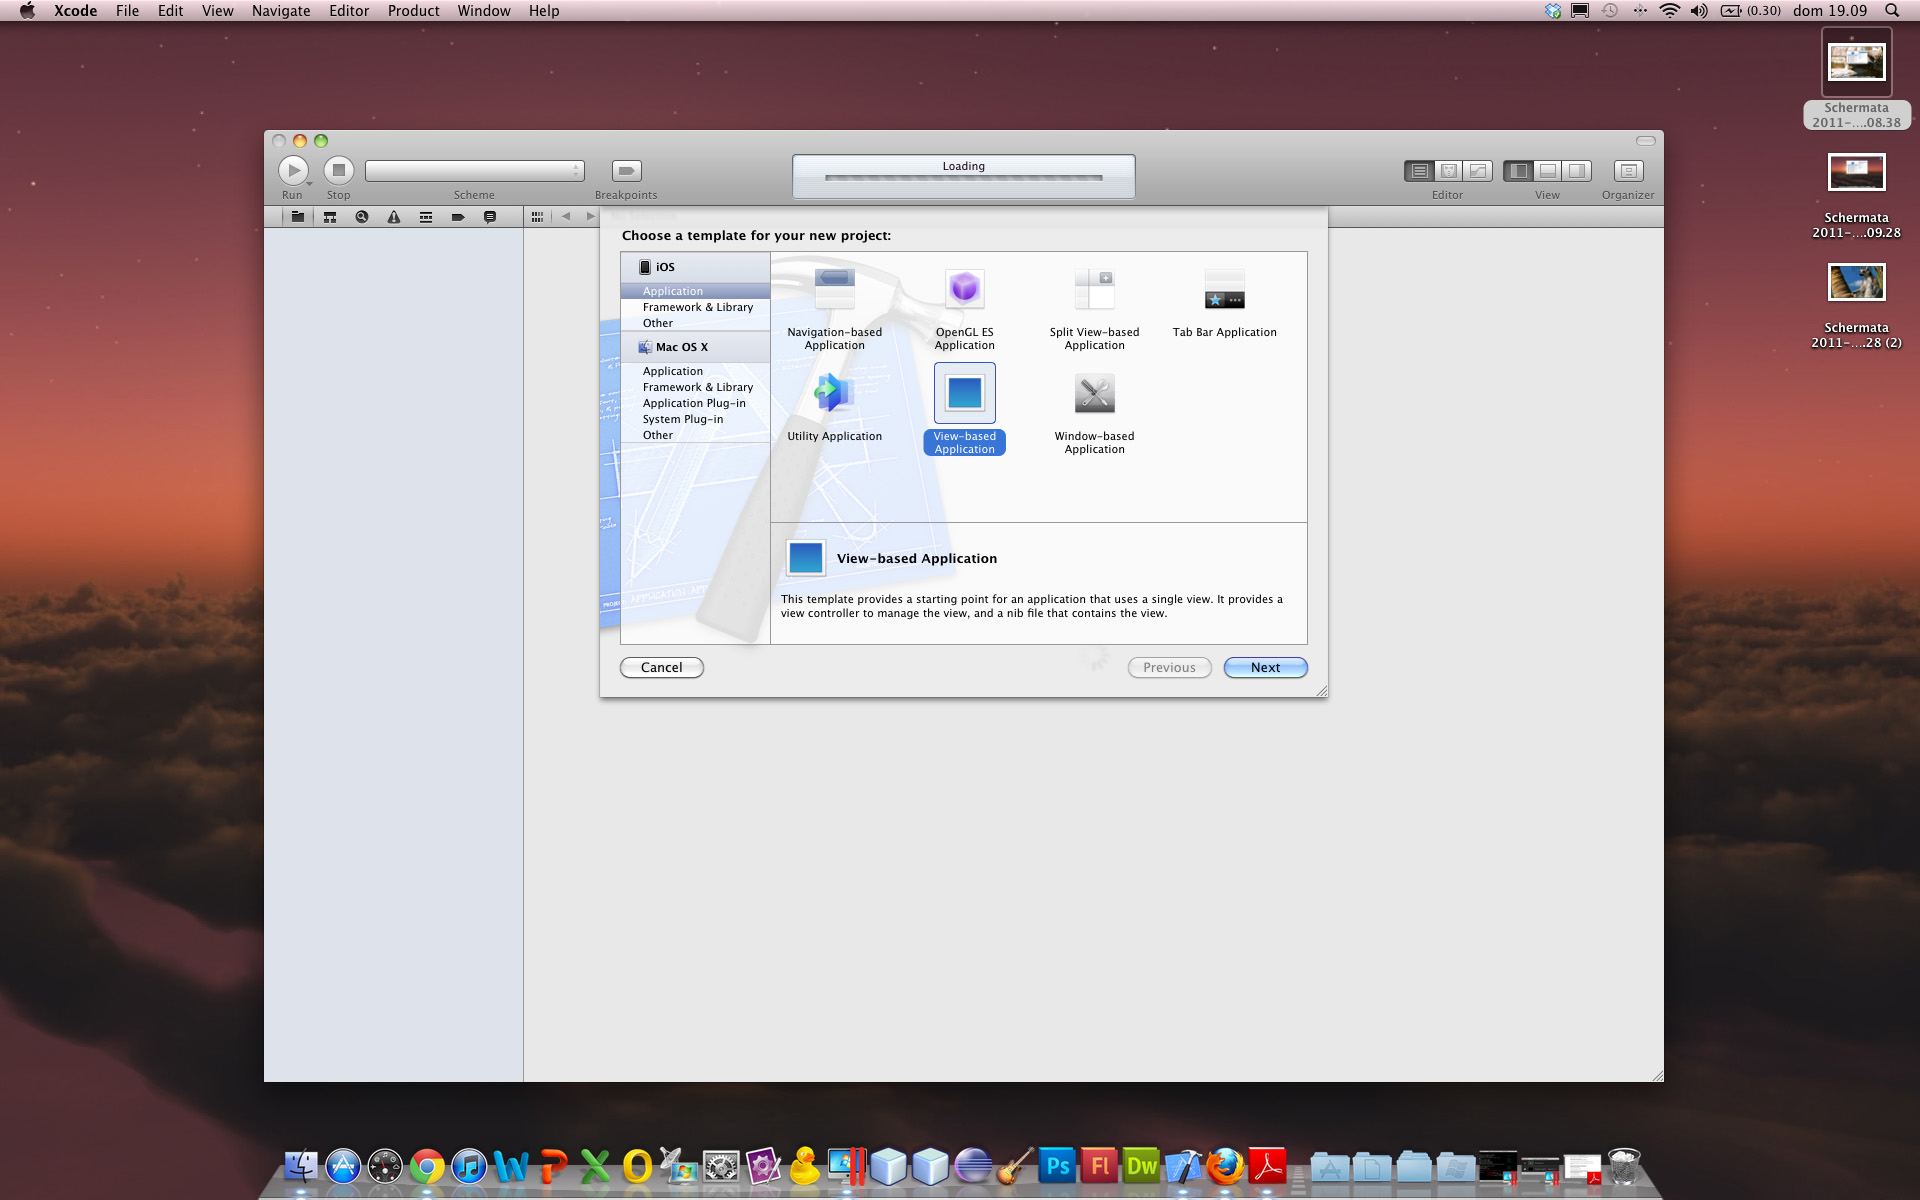 Xcode File Edit View Navigate Editor Product Window Help
(0.30) dom 19.09
Schermata
2011-....08.38
Schermata
2011-....09.28
Schermata
2011-....28 (2)
Loading
Run Stop Scheme Breakpoints Editor View Organizer
Choose a template for your new project:
iOS
Application
Framework & Library
Other
Mac OS X
Application
Framework & Library
Application Plug-in
System Plug-in
Other
Navigation-based
Application
OpenGL ES
Application
Split View-based
Application
Tab Bar Application
Utility Application
View-based
Application
Window-based
Application
View-based Application
This template provides a starting point for an application that uses a single view. It provides a
view controller to manage the view, and a nib file that contains the view.
Cancel Previous Next
Ps Fl Dw